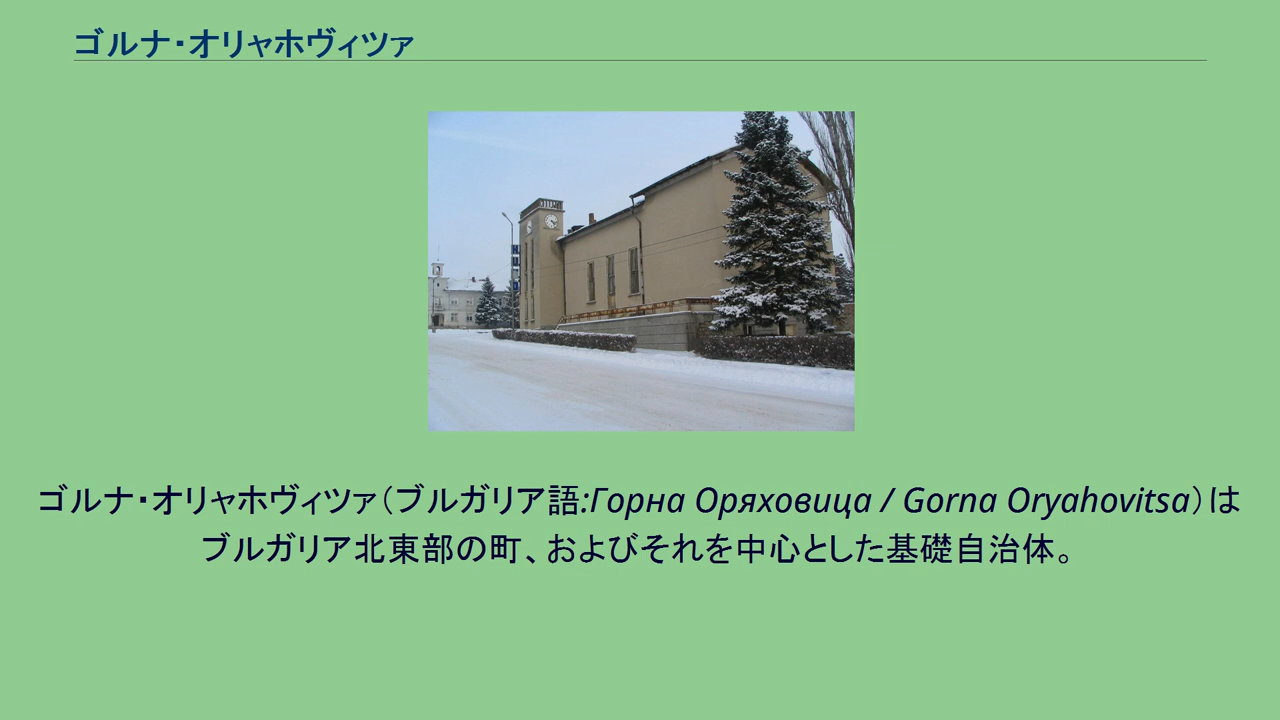 ゴルナ・オリャホヴィツァ
ゴルナ・オリャホヴィツァ（ブルガリア語:Горна Оряховица / Gorna Oryahovitsa）は
ブルガリア北東部の町、およびそれを中心とした基礎自治体。